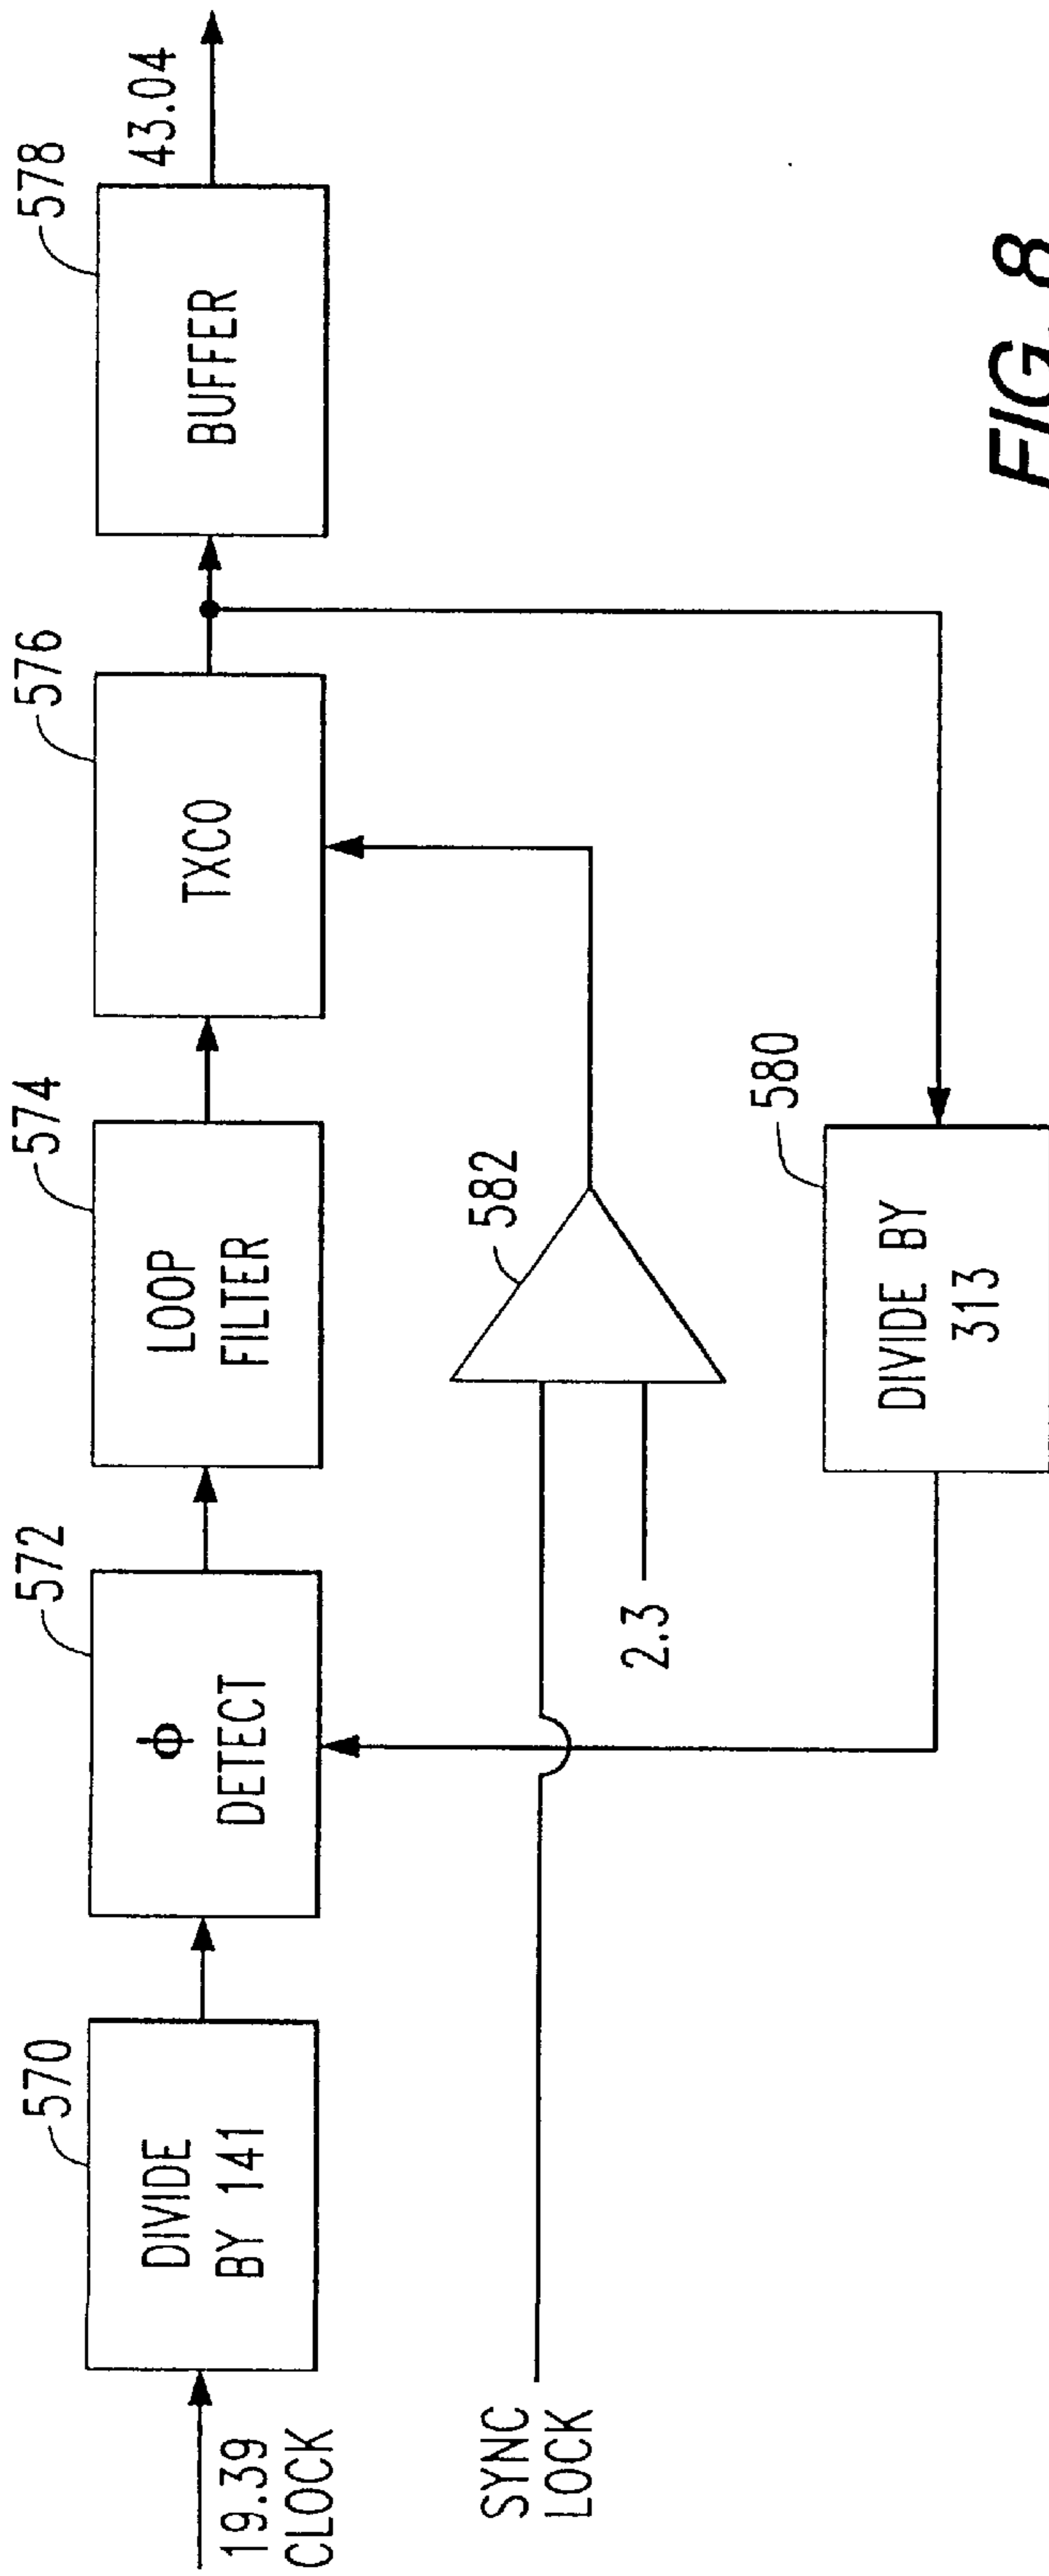 19.39
CLOCK
570
DIVIDE
BY 141
572
Φ
DETECT
574
LOOP
FILTER
576
TXCO
578
BUFFER
43.04
SYNC
LOCK
2.3
582
580
DIVIDE BY
313
FIG. 8